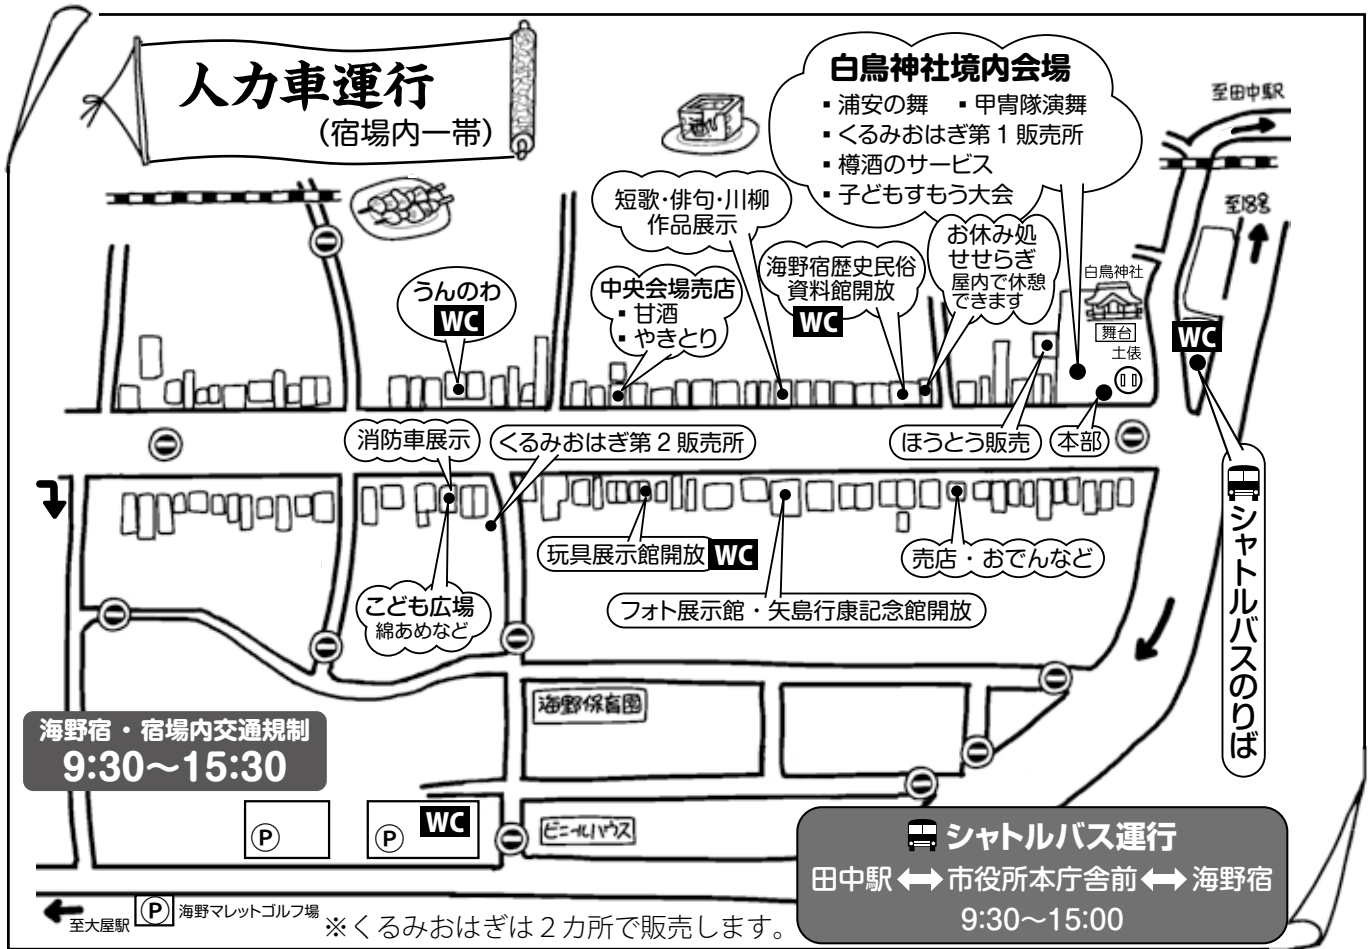 人力車運行
(宿場内一帯)
白鳥神社境内会場
▪浦安の舞 ▪甲冑隊演舞
▪くるみおはぎ第1販売所
▪樽酒のサービス
▪子どもすもう大会
至田中駅
至18号
短歌・俳句・川柳
作品展示
お休み処
せせらぎ
屋内で休憩
できます
海野宿歴史民俗
資料館開放
WC
白鳥神社
舞台
土俵
うんのわ
WC
中央会場売店
▪甘酒
▪やきとり
WC
消防車展示
くるみおはぎ第2販売所
ほうとう販売
本部
シャトルバスのりば
玩具展示館開放 WC
売店・おでんなど
こども広場
綿あめなど
フォト展示館・矢島行康記念館開放
海野保育園
海野宿・宿場内交通規制
9:30〜15:30
P
P WC
ビニールハウス
シャトルバス運行
田中駅⟷市役所本庁舎前⟷海野宿
9:30〜15:00
至大屋駅
P 海野マレットゴルフ場
※くるみおはぎは2カ所で販売します。